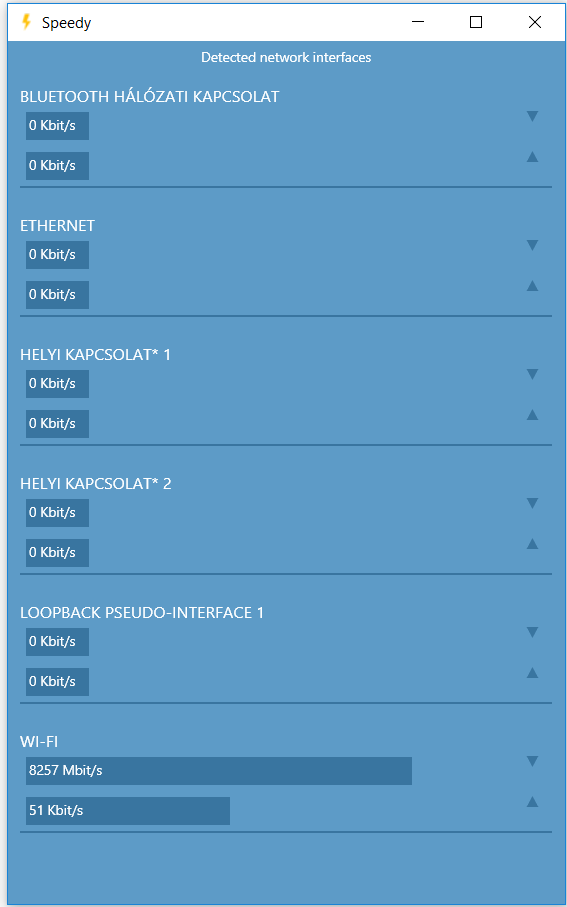 Speedy
Detected network interfaces
BLUETOOTH HÁLÓZATI KAPCSOLAT
0 Kbit/s
0 Kbit/s
ETHERNET
0 Kbit/s
0 Kbit/s
HELYI KAPCSOLAT* 1
0 Kbit/s
0 Kbit/s
HELYI KAPCSOLAT* 2
0 Kbit/s
0 Kbit/s
LOOPBACK PSEUDO-INTERFACE 1
0 Kbit/s
0 Kbit/s
WI-FI
8257 Mbit/s
51 Kbit/s